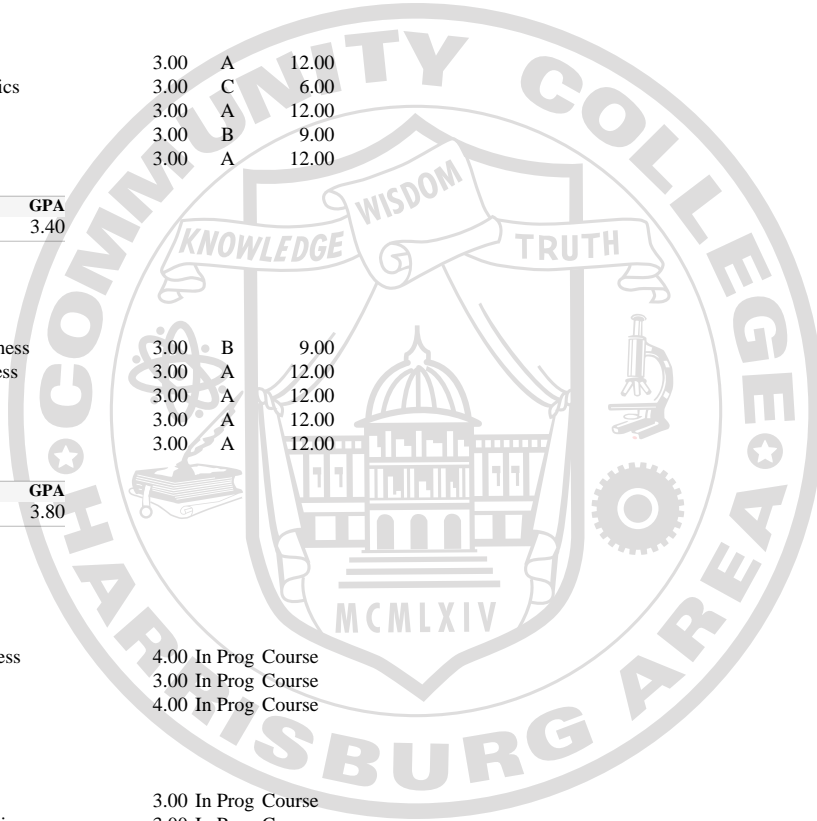 3.00 A 12.00
ics 3.00 C 6.00
3.00 A 12.00
3.00 B 9.00
3.00 A 12.00
GPA
3.40
ness 3.00 B 9.00
ess 3.00 A 12.00
3.00 A 12.00
3.00 A 12.00
3.00 A 12.00
GPA
3.80
ess 4.00 In Prog Course
3.00 In Prog Course
4.00 In Prog Course
3.00 In Prog Course
COMMUNITY COLLEGE
HARRISBURG AREA
WISDOM
KNOWLEDGE
TRUTH
MCMLXIV